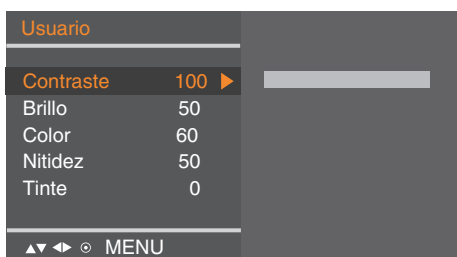 Usuario
Contraste 100
Brillo 50
Color 60
Nitidez 50
Tinte 0
MENU